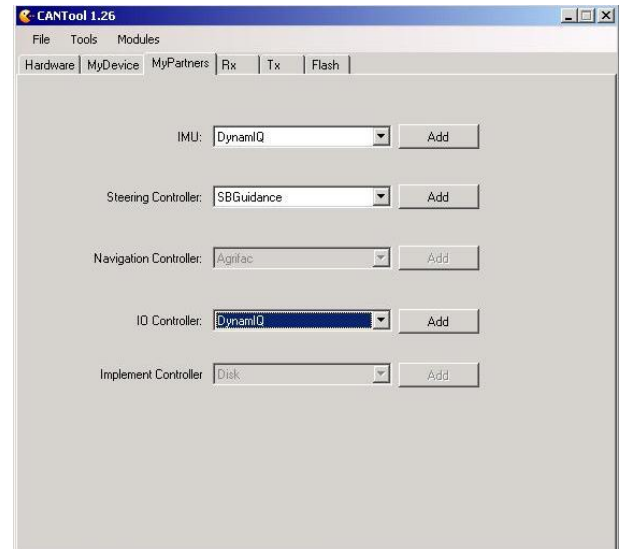 CANTool 1.26
File Tools Modules
Hardware MyDevice MyPartners Rx Tx Flash
IMU: DynamIQ Add
Steering Controller: SBGuidance Add
Navigation Controller: Agrifac Add
IO Controller: DynamIQ Add
Implement Controller Disk Add